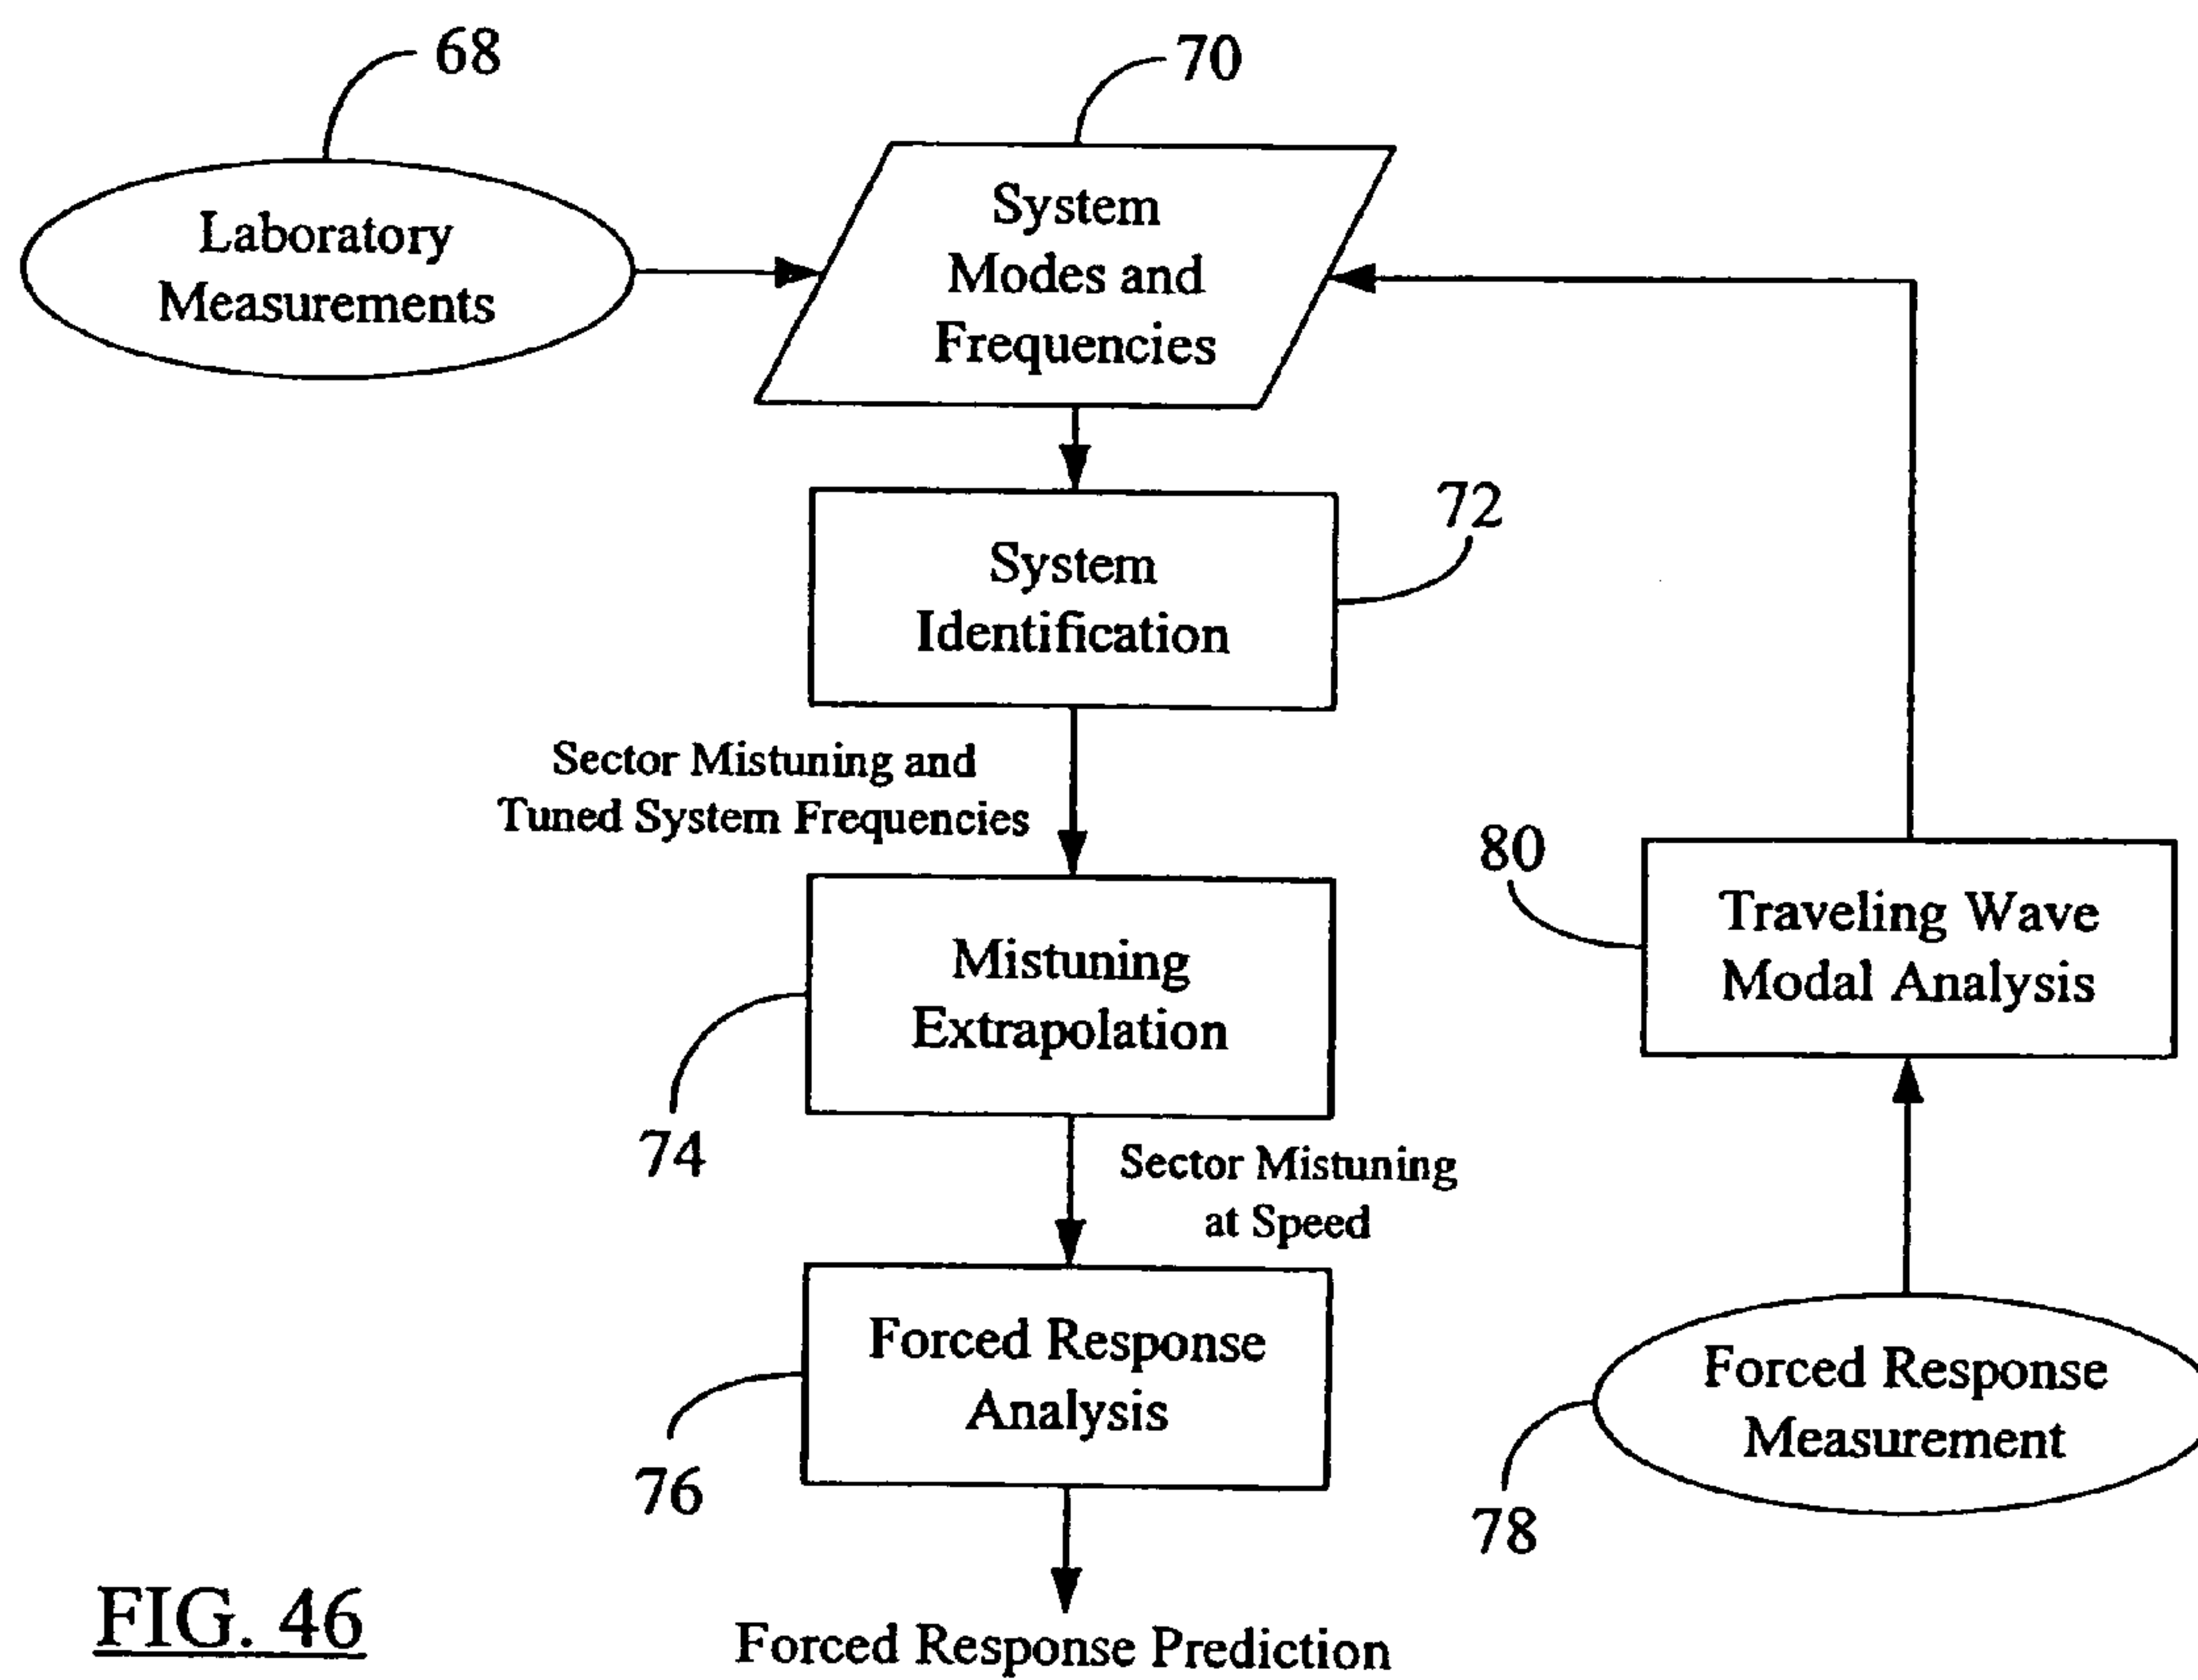 68
70
Laboratory
Measurements
System
Modes and
Frequencies
72
System
Identification
Sector Mistuning and
Tuned System Frequencies
80
Traveling Wave
Modal Analysis
Mistuning
Extrapolation
74
Sector Mistuning
at Speed
Forced Response
Analysis
76
Forced Response
Measurement
78
FIG. 46
Forced Response Prediction